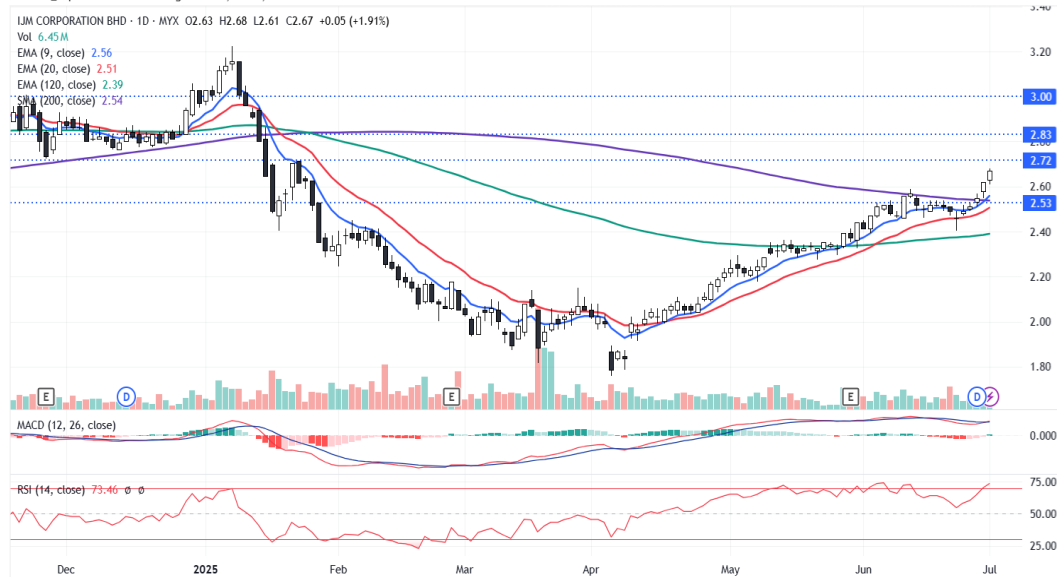 IJM CORPORATION BHD · 1D · MYX O2.63 H2.68 L2.61 C2.67 +0.05 (+1.91%)
Vol 6.45M
EMA (9, close) 2.56
EMA (20, close) 2.51
EMA (120, close) 2.39
SMA (200, close) 2.54
3.40
3.20
3.00
2.83
2.80
2.72
2.60
2.53
2.40
2.20
2.00
1.80
E D E E D
MACD (12, 26, close)
0.000
RSI (14, close) 73.46 ø ø
75.00
50.00
25.00
Dec 2025 Feb Mar Apr May Jun Jul